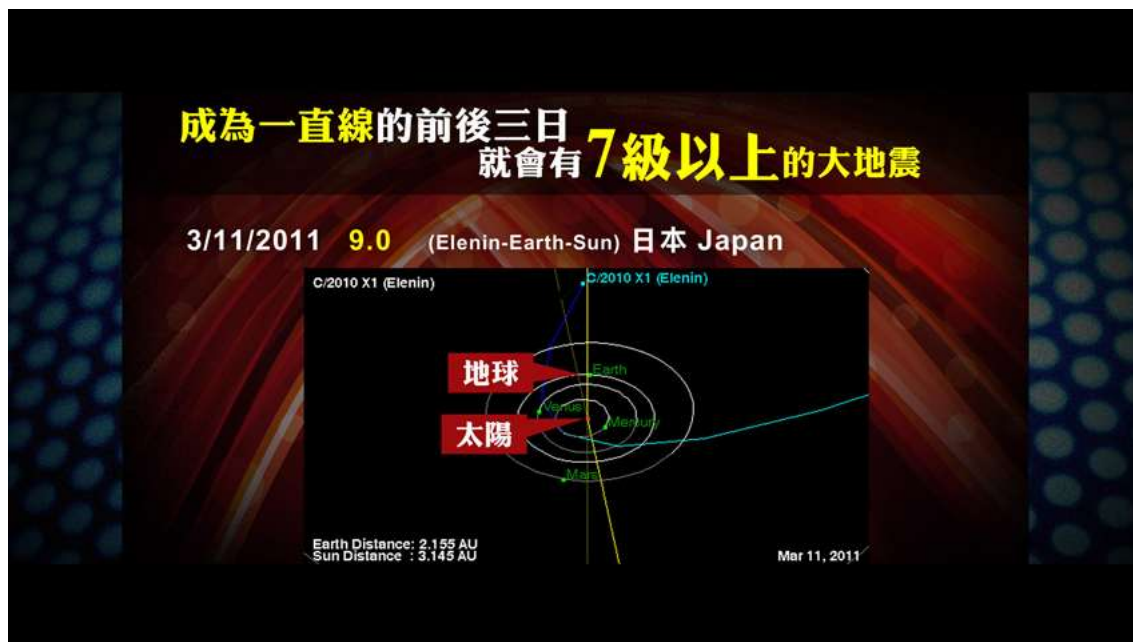 成為一直線的前後三日
就會有7級以上的大地震
3/11/2011 9.0 (Elenin-Earth-Sun) 日本 Japan
C/2010 X1 (Elenin)
C/2010 X1 (Elenin)
地球
Earth
Venus
太陽
Mercury
Mars
Earth Distance: 2.155 AU
Sun Distance : 3.145 AU
Mar 11, 2011